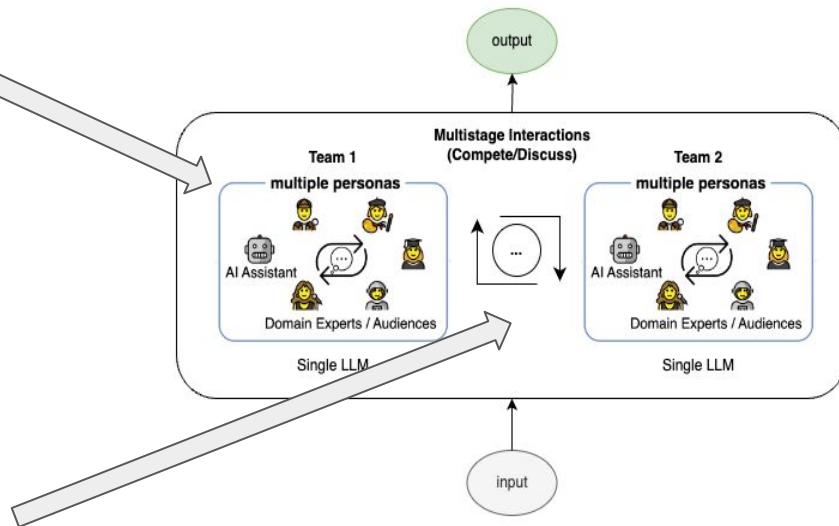 output
Multistage Interactions
(Compete/Discuss)
Team 1
Team 2
multiple personas
multiple personas
...
...
...
AI Assistant
AI Assistant
Domain Experts / Audiences
Domain Experts / Audiences
Single LLM
Single LLM
input